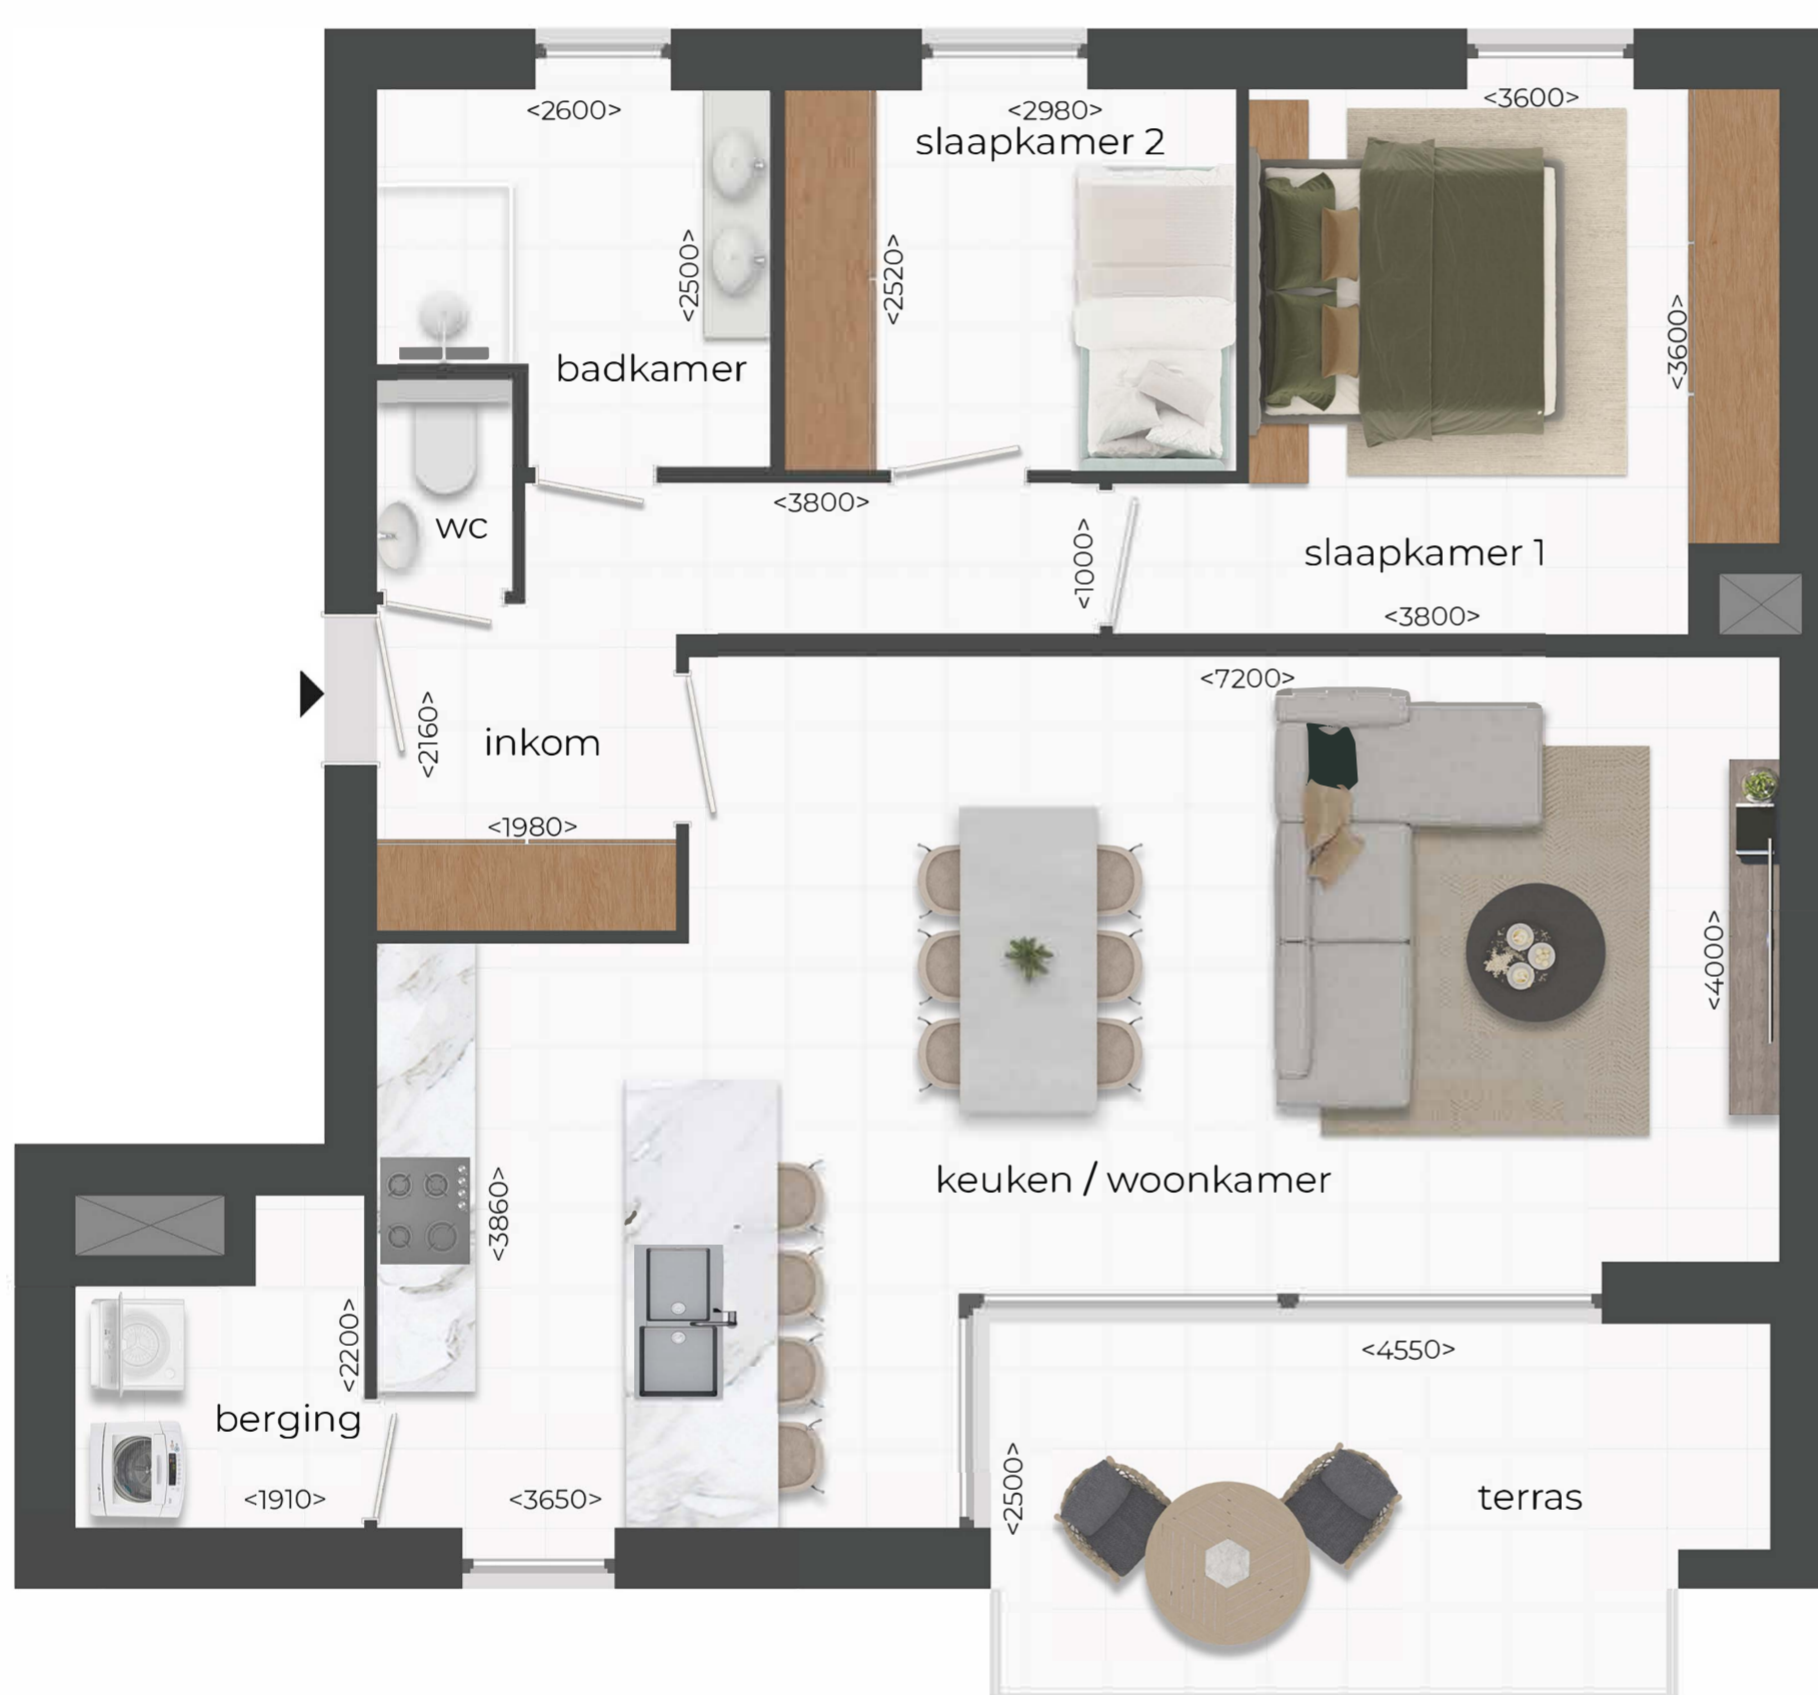 <2600>
<2980>
<3600>
slaapkamer 2
<2500>
<2520>
<3600>
badkamer
<3800>
wc
<1000>
slaapkamer 1
<3800>
<7200>
<2160>
inkom
<1980>
<4000>
keuken / woonkamer
<3860>
<2200>
<4550>
berging
<1910>
<3650>
<2500>
terras